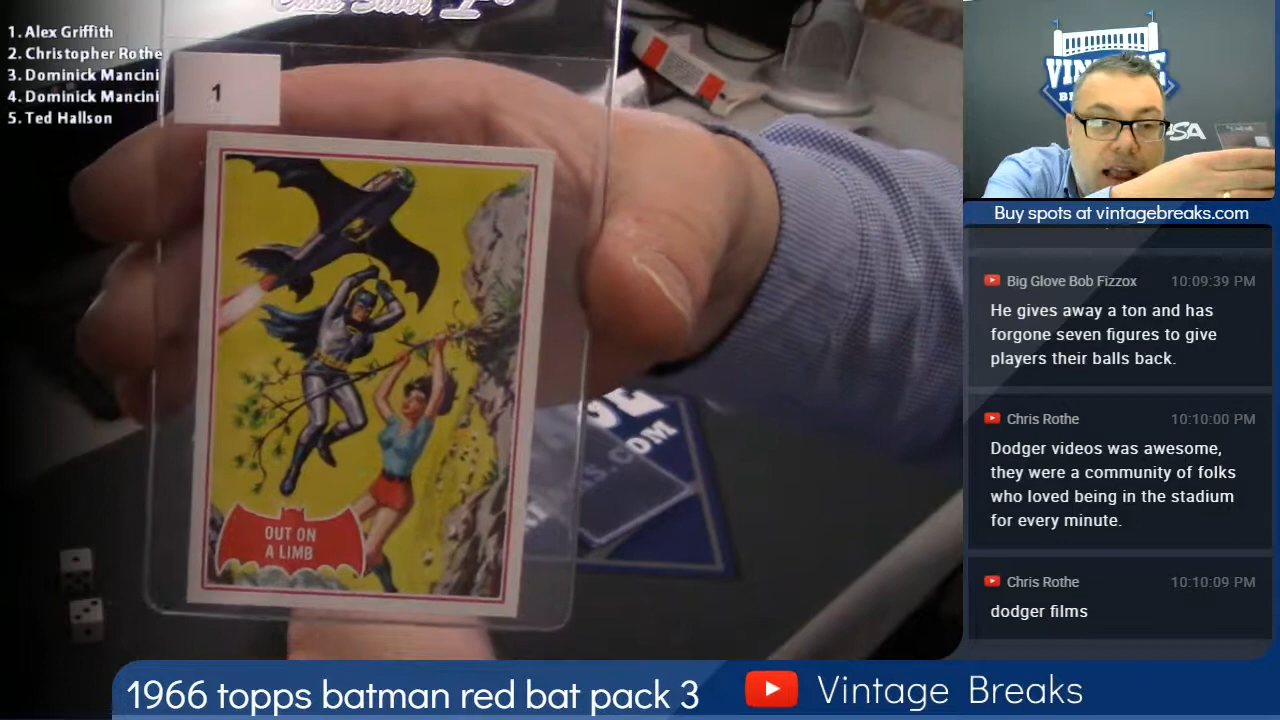 1. Alex Griffith
2. Christopher Rothe
3. Dominick Mancini
4. Dominick Mancini
5. Ted Hallson
1
OUT ON
A LIMB
.COM
VINTAGE
PSA
Buy spots at vintagebreaks.com
Big Glove Bob Fizzox 10:09:39 PM
He gives away a ton and has
forgone seven figures to give
players their balls back.
Chris Rothe 10:10:00 PM
Dodger videos was awesome,
they were a community of folks
who loved being in the stadium
for every minute.
Chris Rothe 10:10:09 PM
dodger films
1966 topps batman red bat pack 3
Vintage Breaks